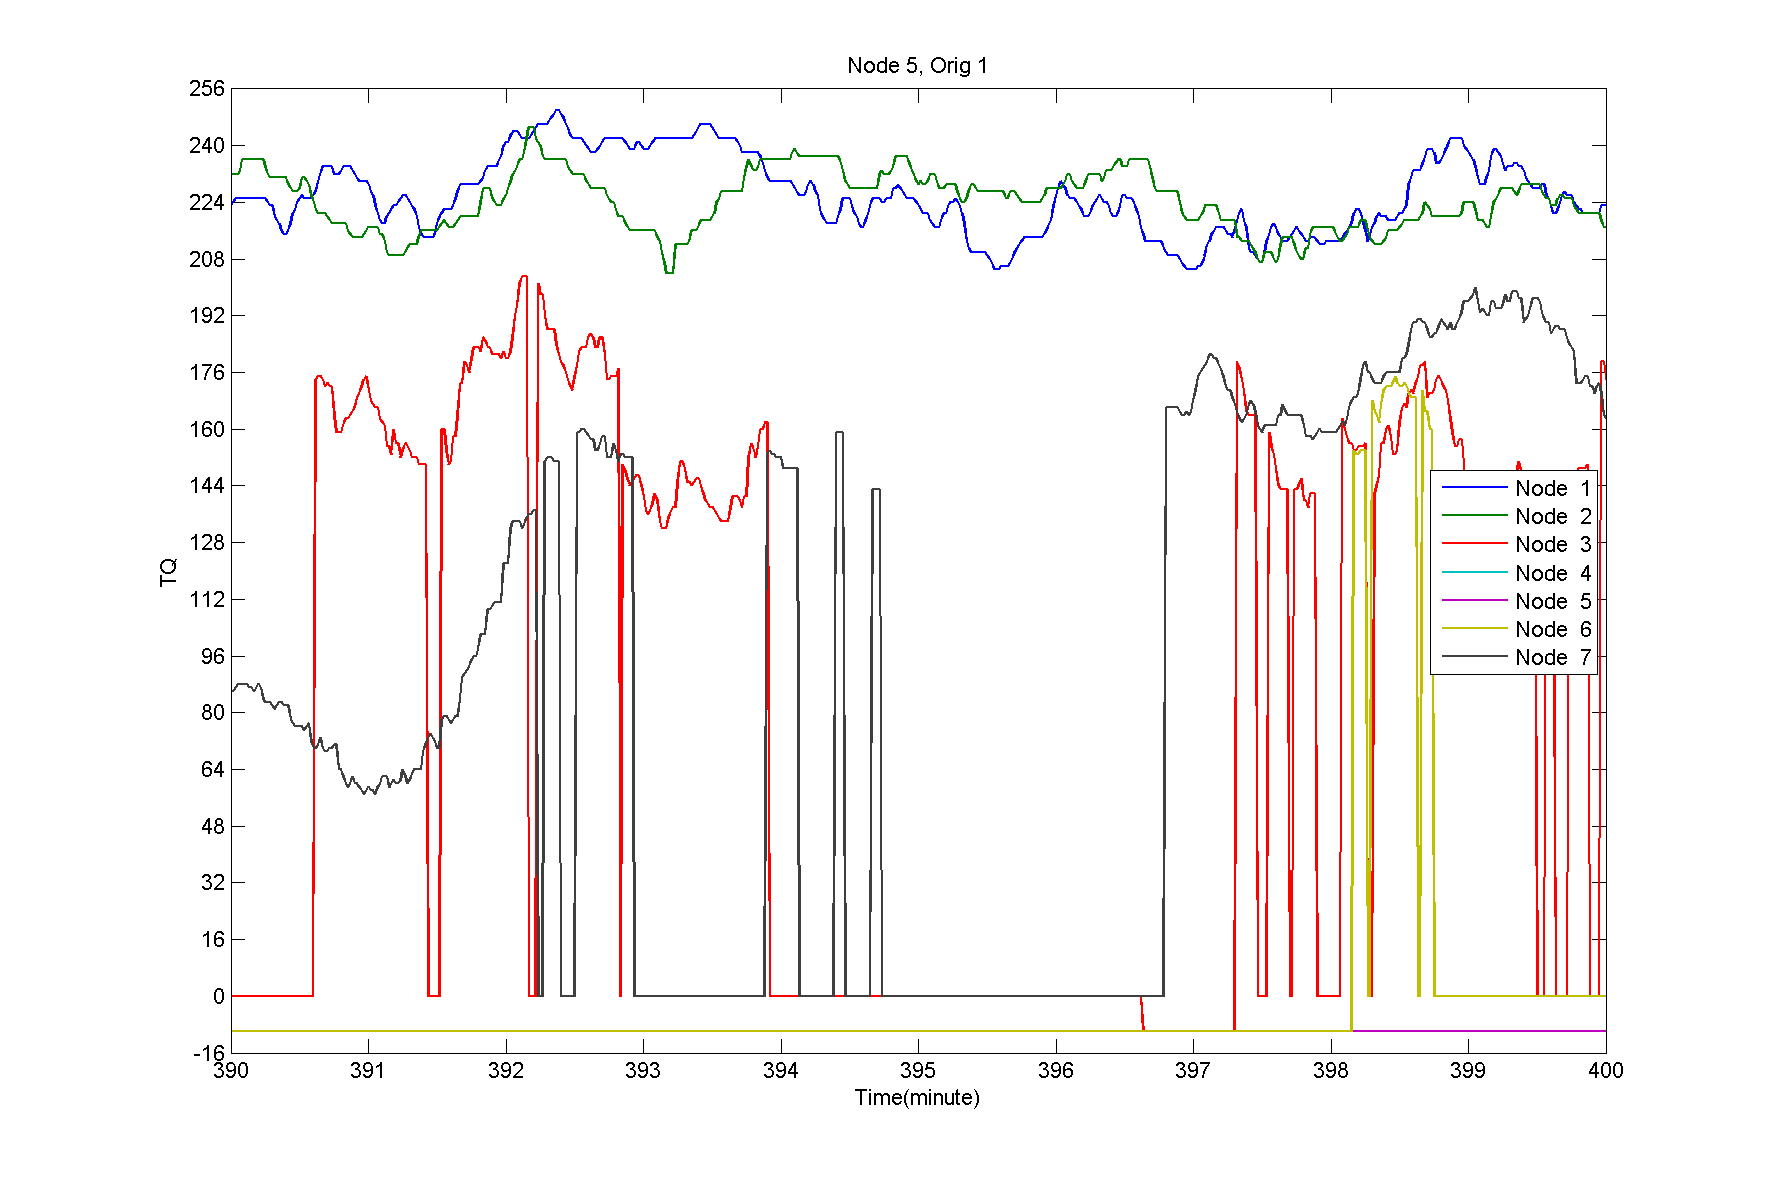 Node 5, Orig 1
256
240
224
208
192
176
160
144
128
112
96
80
64
48
32
16
0
-16
TQ
390 391 392 393 394 395 396 397 398 399 400
Time(minute)
Node 1
Node 2
Node 3
Node 4
Node 5
Node 6
Node 7